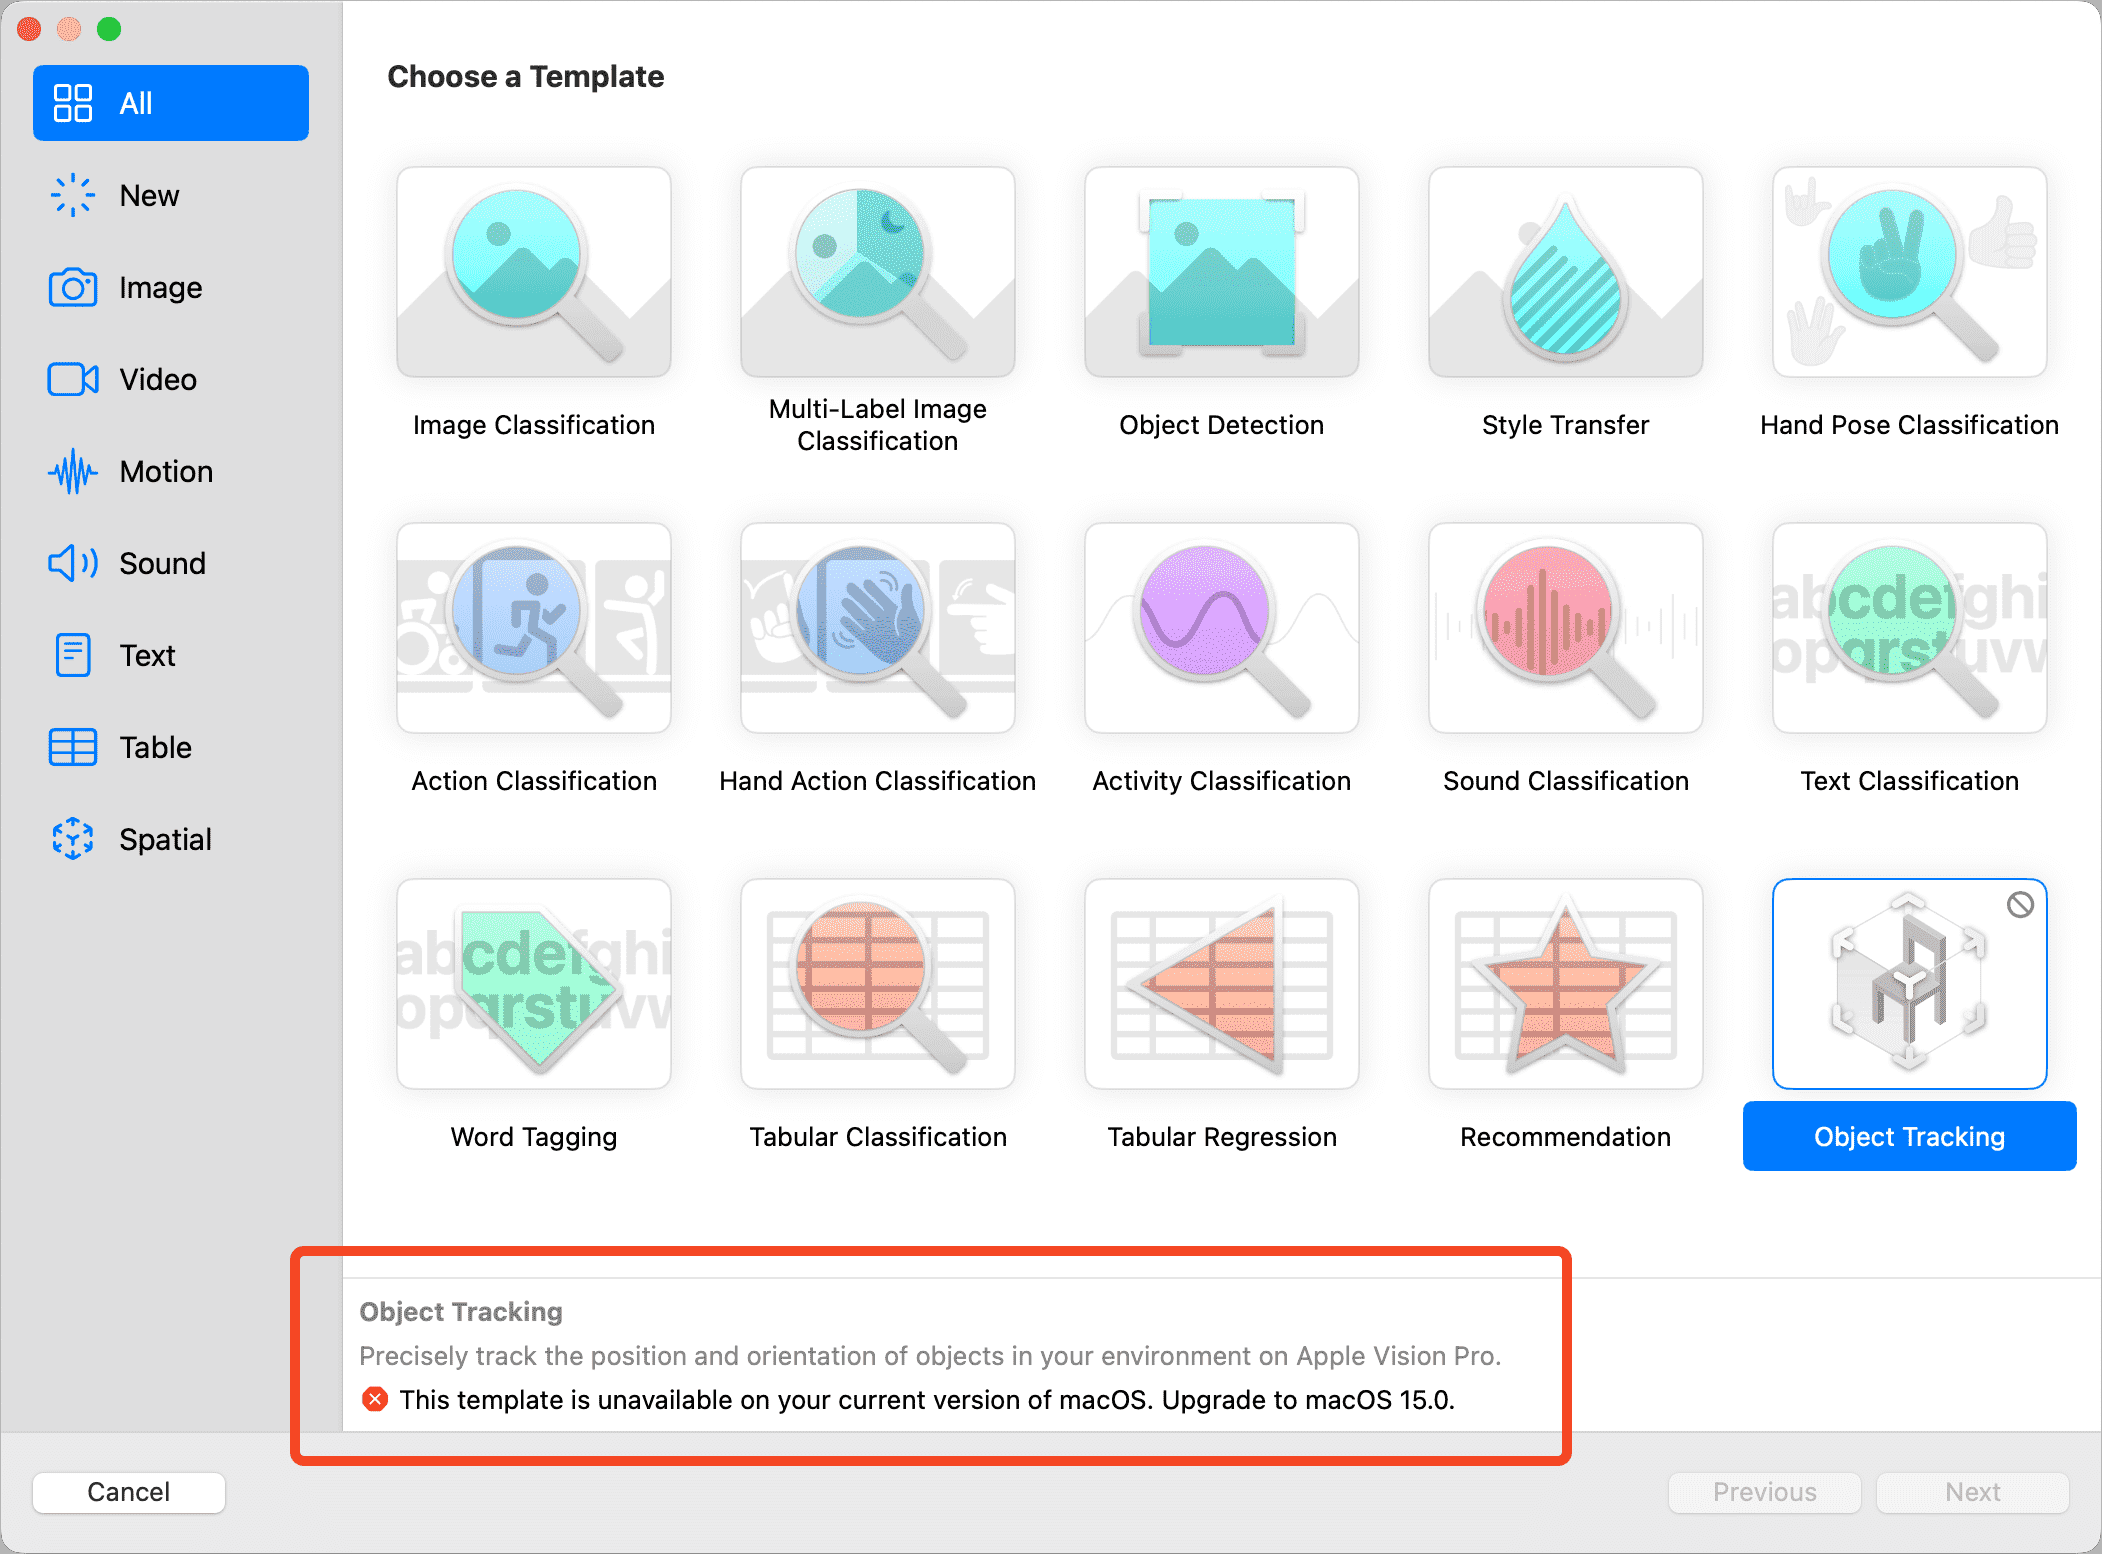 All
New
Image
Video
Motion
Sound
Text
Table
Spatial
Choose a Template
Image Classification
Multi-Label Image
Classification
Object Detection
Style Transfer
Hand Pose Classification
Action Classification
Hand Action Classification
Activity Classification
Sound Classification
abcdefghi
opqrstuvw
Text Classification
abcdefghi
opqrstuvw
Word Tagging
Tabular Classification
Tabular Regression
Recommendation
Object Tracking
Object Tracking
Precisely track the position and orientation of objects in your environment on Apple Vision Pro.
This template is unavailable on your current version of macOS. Upgrade to macOS 15.0.
Cancel
Previous
Next